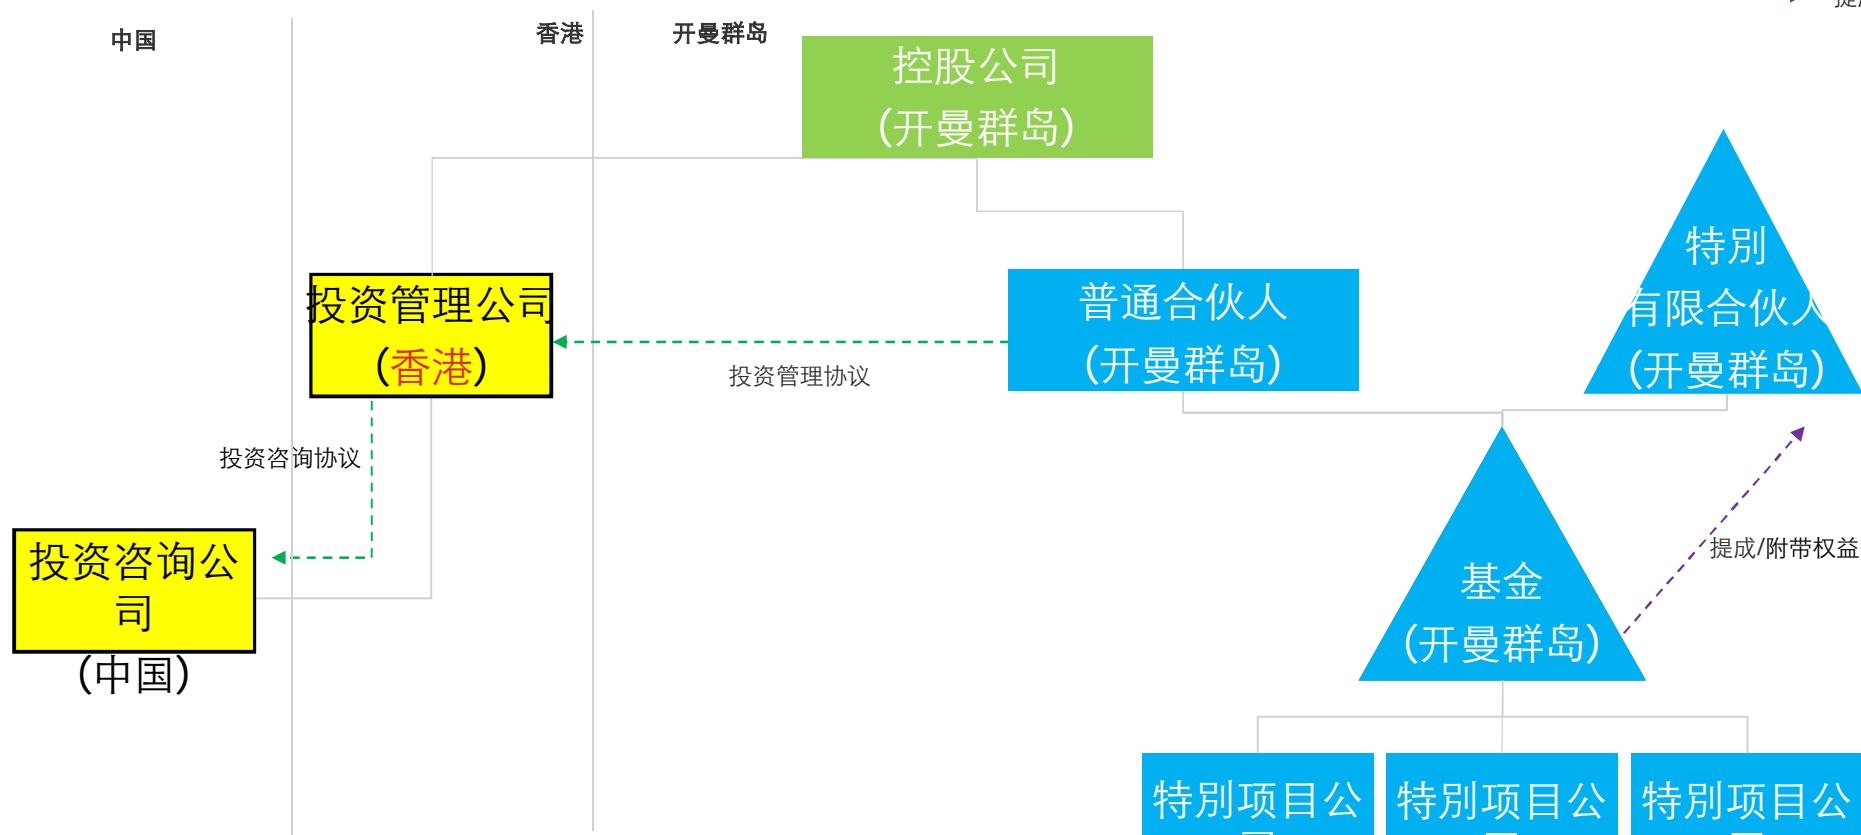 中国
香港
开曼群岛
控股公司
(开曼群岛)
特别
有限合伙人
(开曼群岛)
投资管理公司
(香港)
普通合伙人
(开曼群岛)
投资管理协议
投资咨询协议
投资咨询公
司
(中国)
提成/附带权益
基金
(开曼群岛)
特别项目公
特别项目公
特别项目公